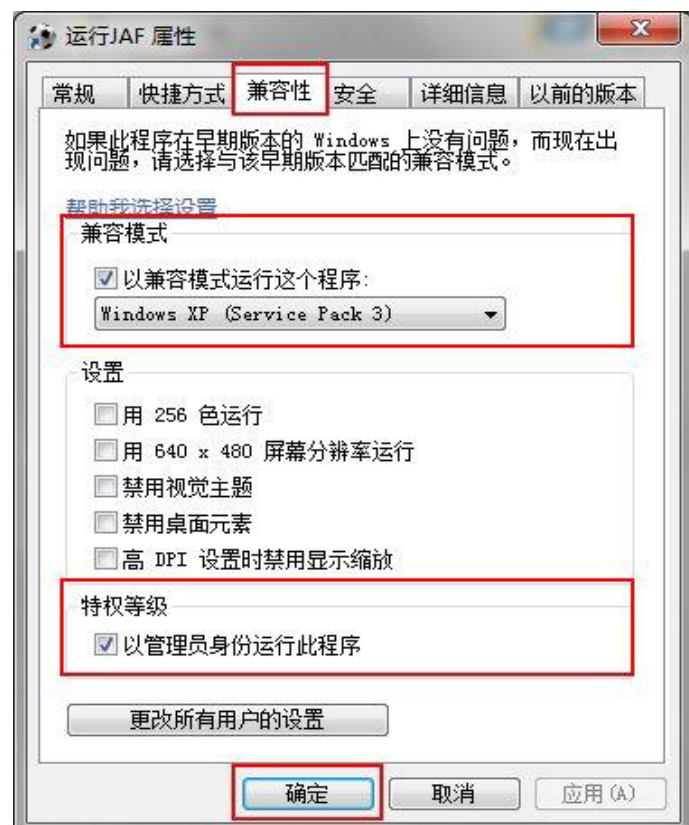 运行JAF 属性
常规 快捷方式 兼容性 安全 详细信息 以前的版本
如果此程序在早期版本的 Windows 上没有问题，而现在出
现问题，请选择与该早期版本匹配的兼容模式。
帮助我选择设置
兼容模式
以兼容模式运行这个程序:
Windows XP (Service Pack 3)
设置
用 256 色运行
用 640 x 480 屏幕分辨率运行
禁用视觉主题
禁用桌面元素
高 DPI 设置时禁用显示缩放
特权等级
以管理员身份运行此程序
更改所有用户的设置
确定 取消 应用(A)